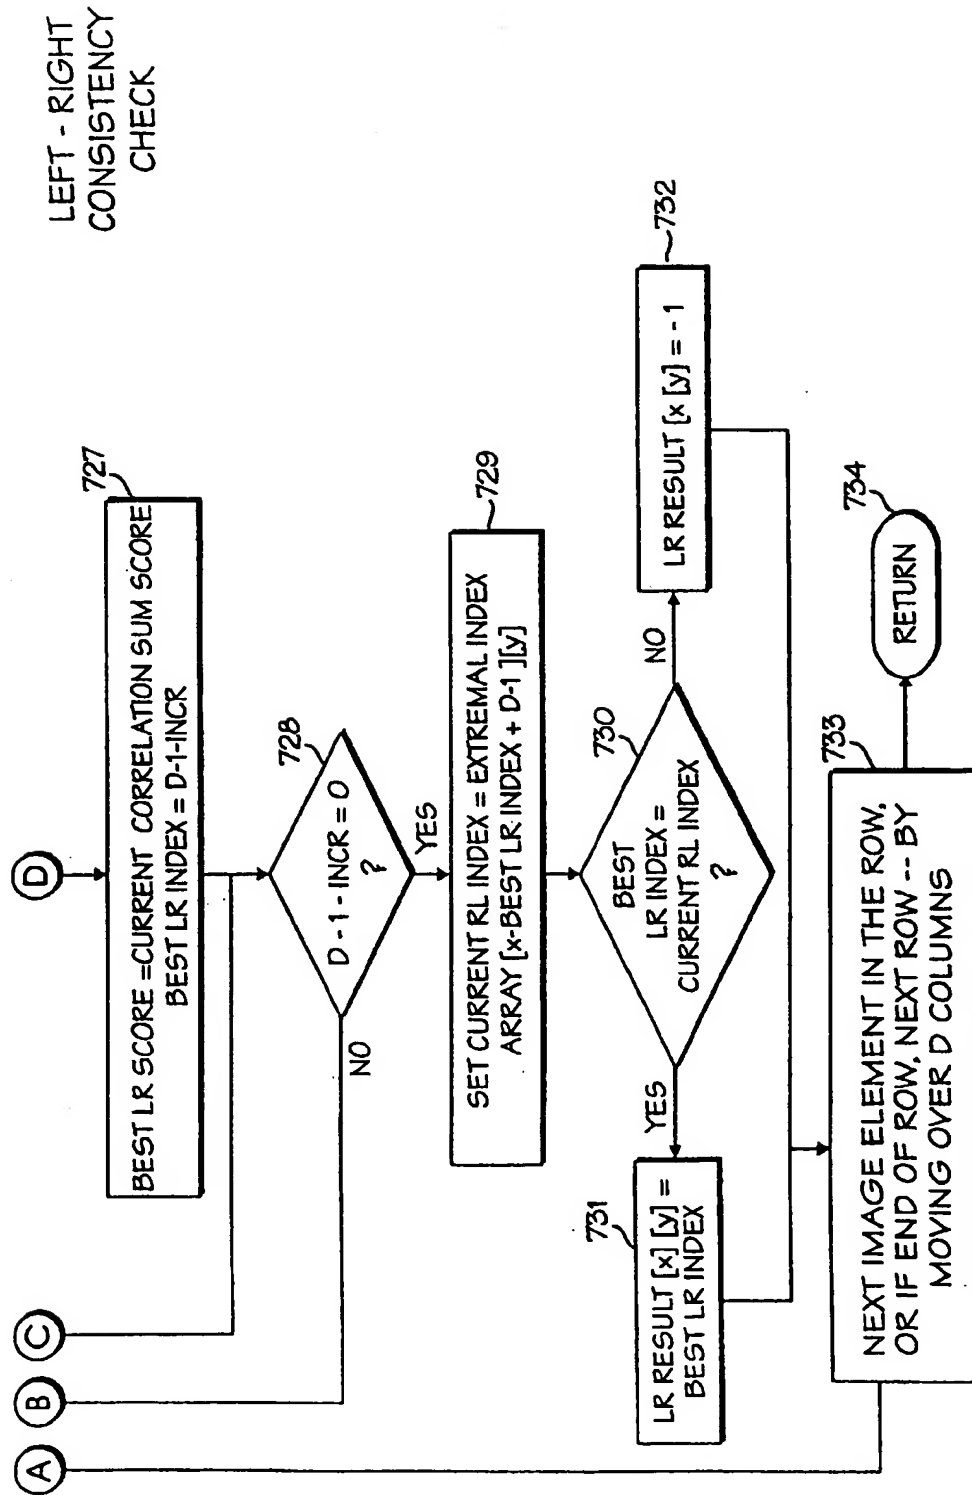 LEFT - RIGHT
CONSISTENCY
CHECK
A
B
C
D
727
BEST LR SCORE =CURRENT CORRELATION SUM SCORE
BEST LR INDEX = D-1-INCR
728
D - 1 - INCR = 0
?
NO
YES
729
SET CURRENT RL INDEX = EXTREMAL INDEX
ARRAY [x-BEST LR INDEX + D-1 ][y]
730
BEST
LR INDEX =
CURRENT RL INDEX
?
YES
NO
731
LR RESULT [x] [y] =
BEST LR INDEX
732
LR RESULT [x [y] = - 1
733
NEXT IMAGE ELEMENT IN THE ROW,
OR IF END OF ROW, NEXT ROW -- BY
MOVING OVER D COLUMNS
734
RETURN